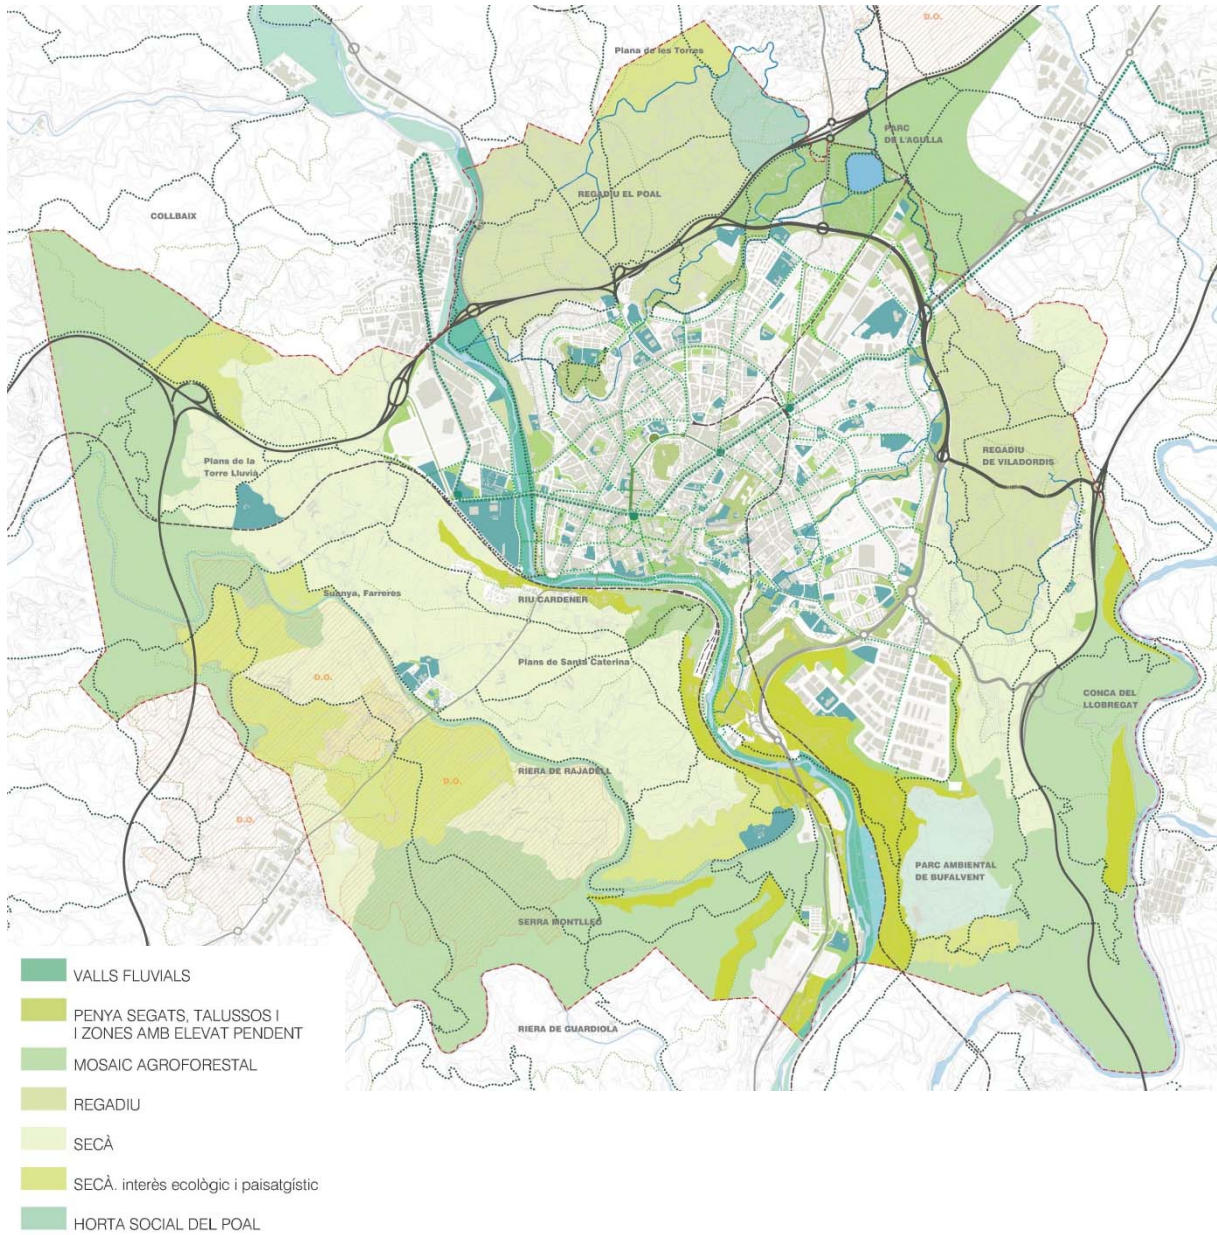 D.O.
Plana de les Torres
PARC
DE L'AGULLA
REGADIU EL POAL
COLLBAIX
REGADIU
DE VILADORDIS
Plans de la
Torre Lluvià
Suanya, Farreres
RIU CARDENER
Plans de Santa Caterina
D.O.
CONCA DEL
LLOBREGAT
RIERA DE RAJADELL
D.O.
D.O.
PARC AMBIENTAL
DE BUFALVENT
SERRA MONTLLEÓ
RIERA DE GUARDIOLA
VALLS FLUVIALS
PENYA SEGATS, TALUSSOS I
I ZONES AMB ELEVAT PENDENT
MOSAIC AGROFORESTAL
REGADIU
SECÀ
SECÀ. interès ecològic i paisatgístic
HORTA SOCIAL DEL POAL